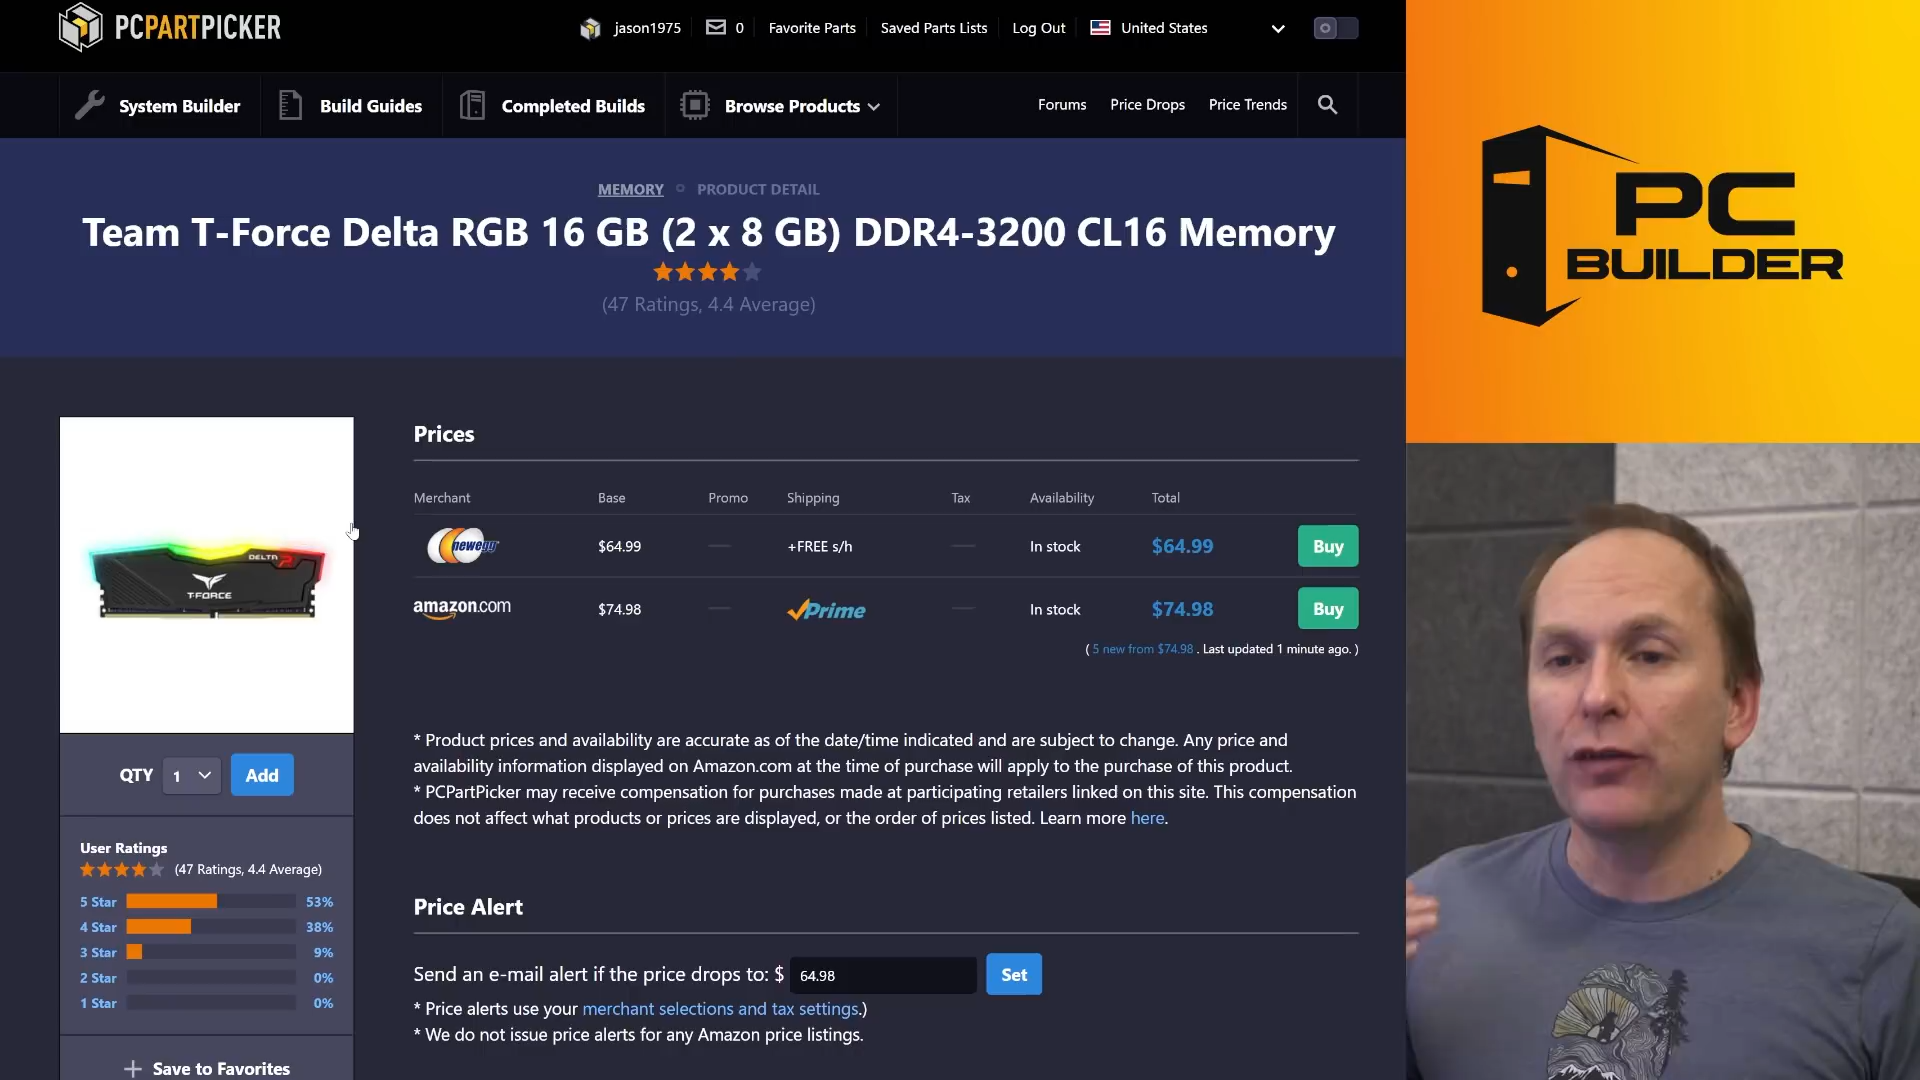 PCPARTPICKER
jason1975
0
Favorite Parts
Saved Parts Lists
Log Out
United States
System Builder
Build Guides
Completed Builds
Browse Products
Forums
Price Drops
Price Trends
MEMORY
PRODUCT DETAIL
Team T-Force Delta RGB 16 GB (2 x 8 GB) DDR4-3200 CL16 Memory
(47 Ratings, 4.4 Average)
PC
BUILDER
DELTA
T-FORCE
QTY 1 Add
User Ratings
(47 Ratings, 4.4 Average)
5 Star 53%
4 Star 38%
3 Star 9%
2 Star 0%
1 Star 0%
+ Save to Favorites
Prices
Merchant Base Promo Shipping Tax Availability Total
newegg $64.99 — +FREE s/h — In stock $64.99 Buy
amazon.com $74.98 — Prime — In stock $74.98 Buy
( 5 new from $74.98 . Last updated 1 minute ago. )
* Product prices and availability are accurate as of the date/time indicated and are subject to change. Any price and
availability information displayed on Amazon.com at the time of purchase will apply to the purchase of this product.
* PCPartPicker may receive compensation for purchases made at participating retailers linked on this site. This compensation
does not affect what products or prices are displayed, or the order of prices listed. Learn more here.
Price Alert
Send an e-mail alert if the price drops to: $ 64.98 Set
* Price alerts use your merchant selections and tax settings.)
* We do not issue price alerts for any Amazon price listings.